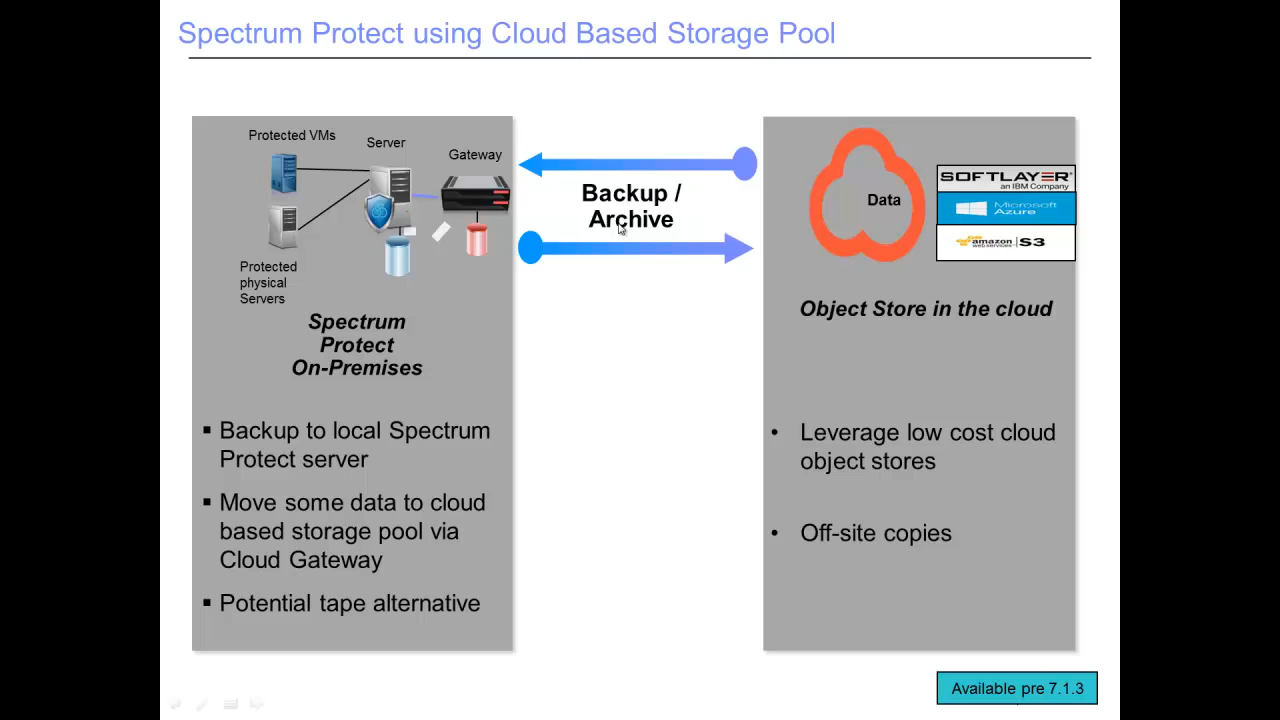 Spectrum Protect using Cloud Based Storage Pool
Protected VMs
Server
Gateway
Protected
physical
Servers
Spectrum
Protect
On-Premises
▪ Backup to local Spectrum
Protect server
▪ Move some data to cloud
based storage pool via
Cloud Gateway
▪ Potential tape alternative
Backup /
Archive
Data
SOFTLAYER®
an IBM Company
Microsoft
Azure
amazon
web services
S3
Object Store in the cloud
• Leverage low cost cloud
object stores
• Off-site copies
Available pre 7.1.3